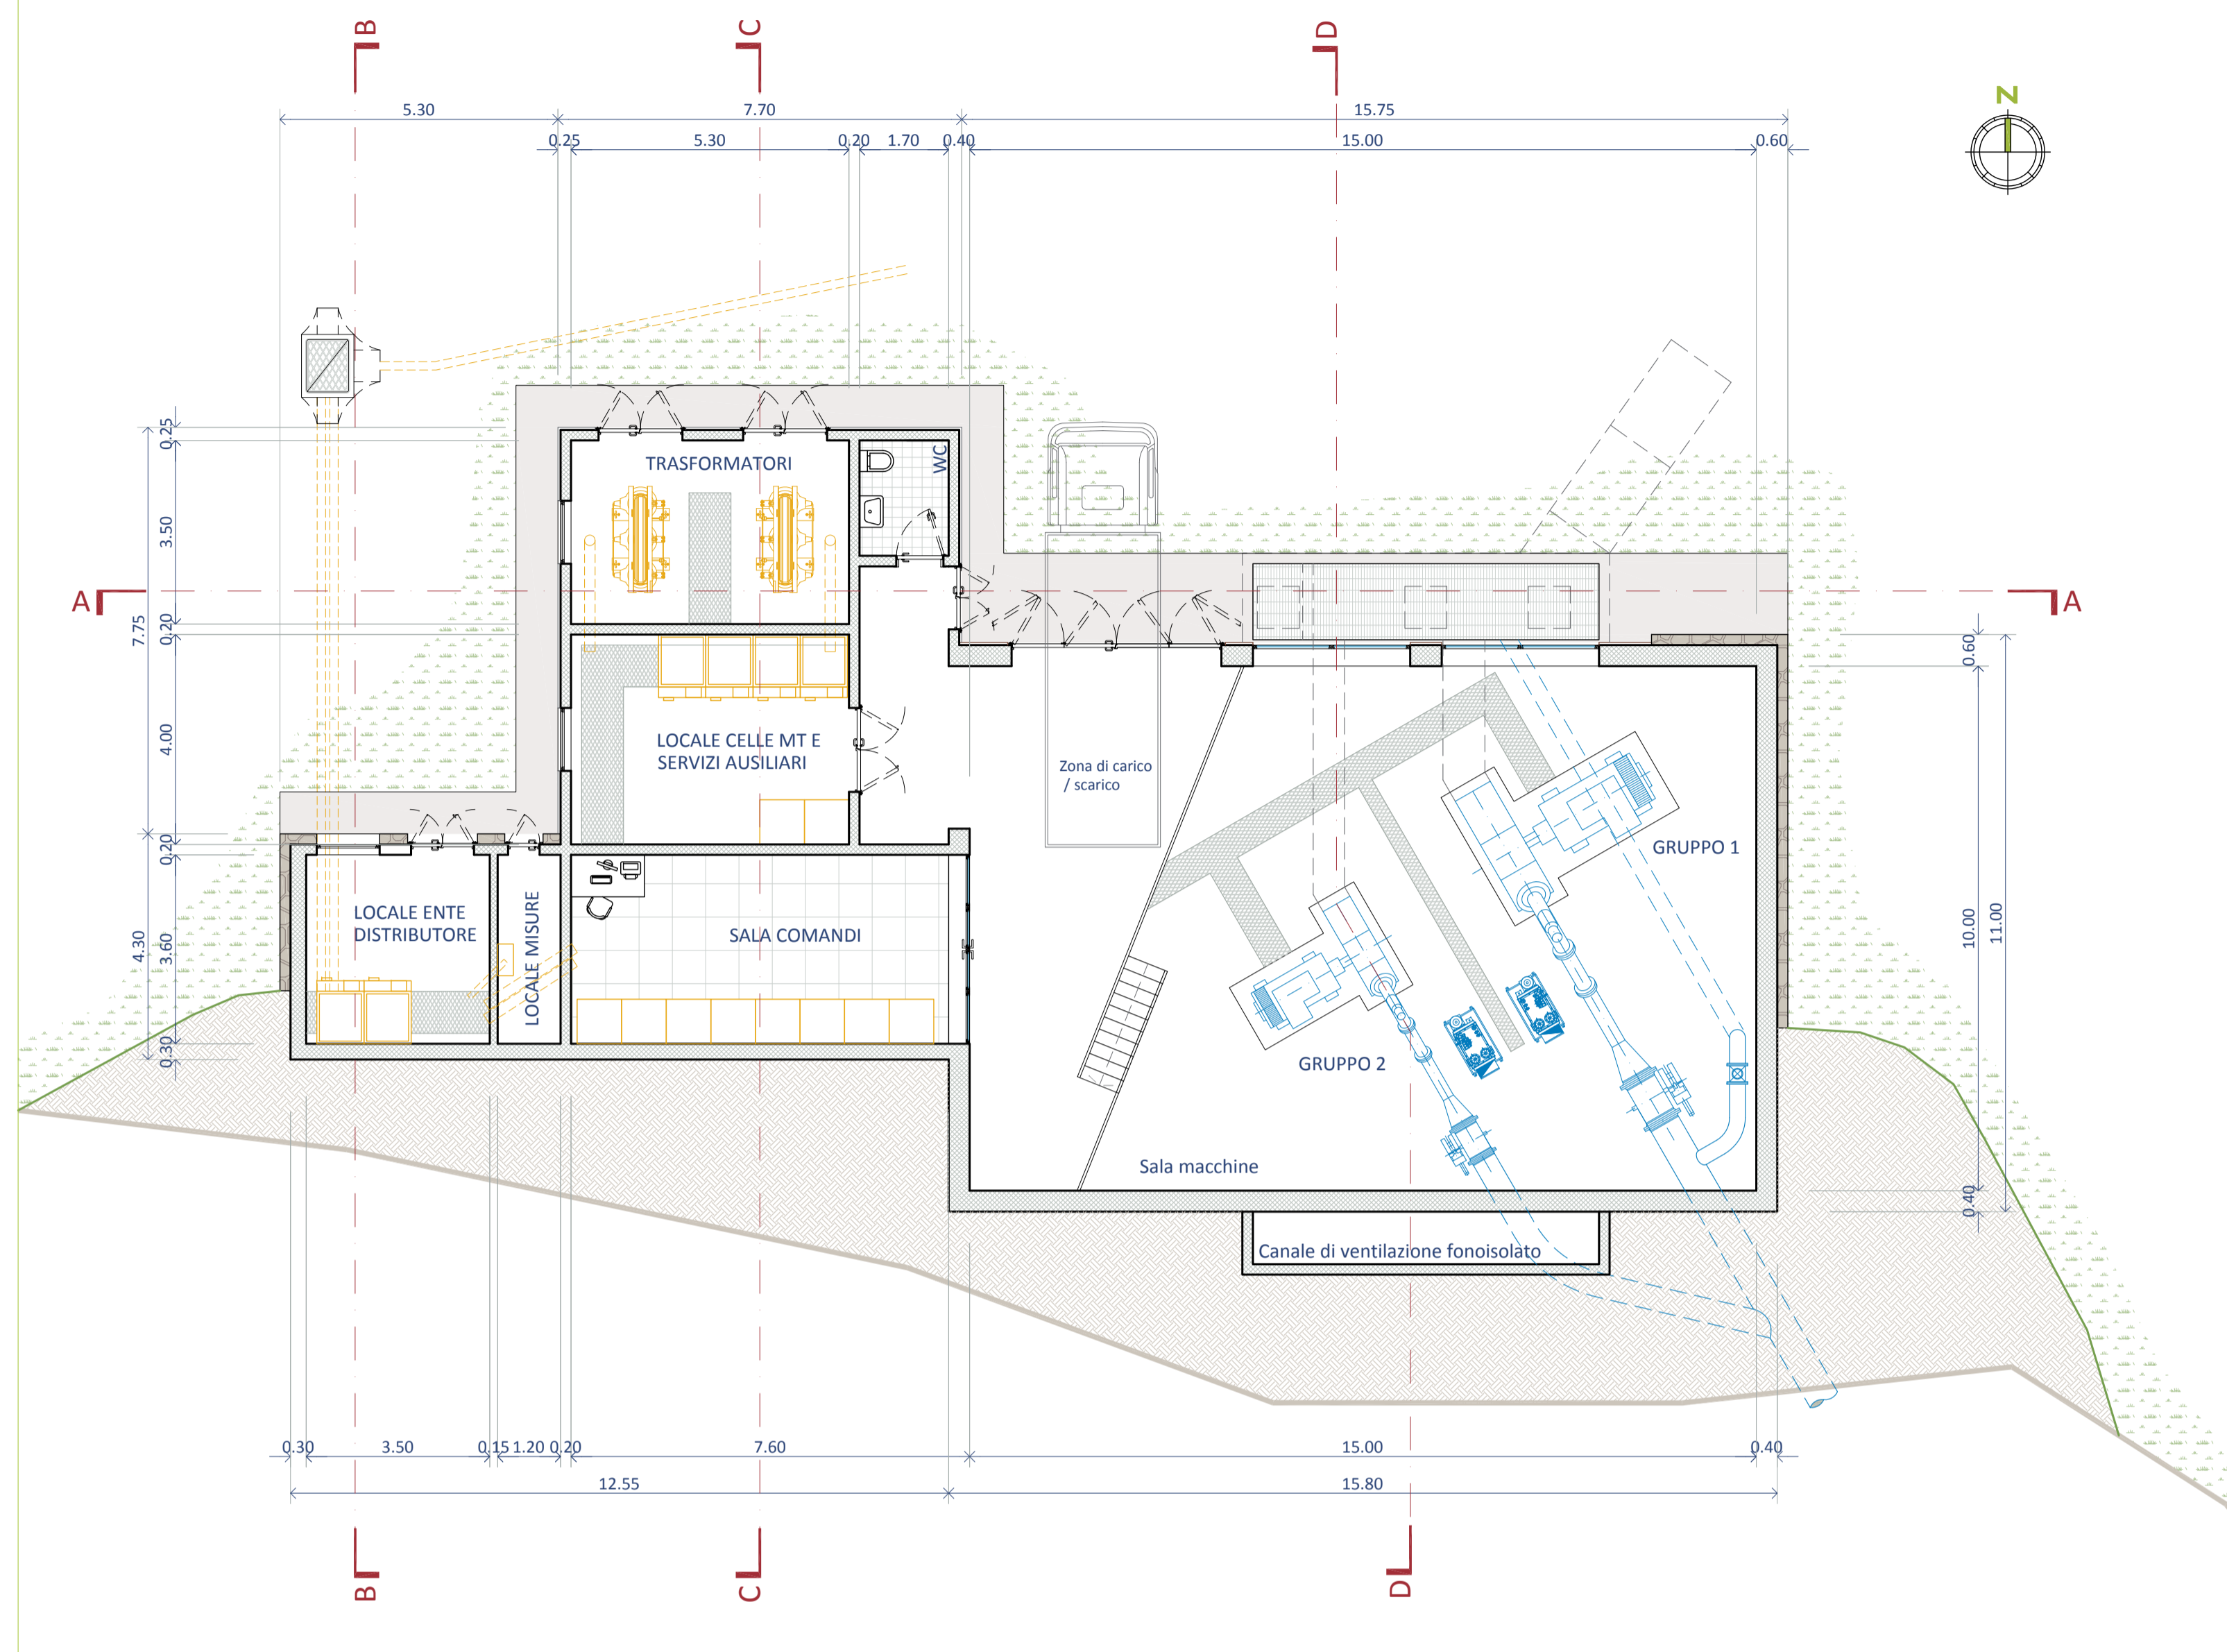 B
C
D
N
5.30
7.70
15.75
0.25
5.30
0.20
1.70
0.40
15.00
0.60
0.25
3.50
7.75
0.20
4.00
0.20
4.30
3.60
0.30
A
A
TRASFORMATORI
WC
LOCALE CELLE MT E
SERVIZI AUSILIARI
Zona di carico
/ scarico
GRUPPO 1
LOCALE ENTE
DISTRIBUTORE
LOCALE MISURE
SALA COMANDI
GRUPPO 2
Sala macchine
Canale di ventilazione fonoisolato
0.60
10.00
11.00
0.40
0.30
3.50
0.15
1.20
0.20
7.60
15.00
0.40
12.55
15.80
B
C
D